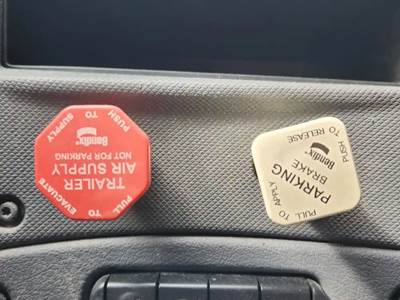 PUSH TO SUPPLY
Bendix
TRAILER
AIR SUPPLY
NOT FOR PARKING
PULL TO EVACUATE
PUSH TO RELEASE
Bendix
PARKING
BRAKE
PULL TO APPLY